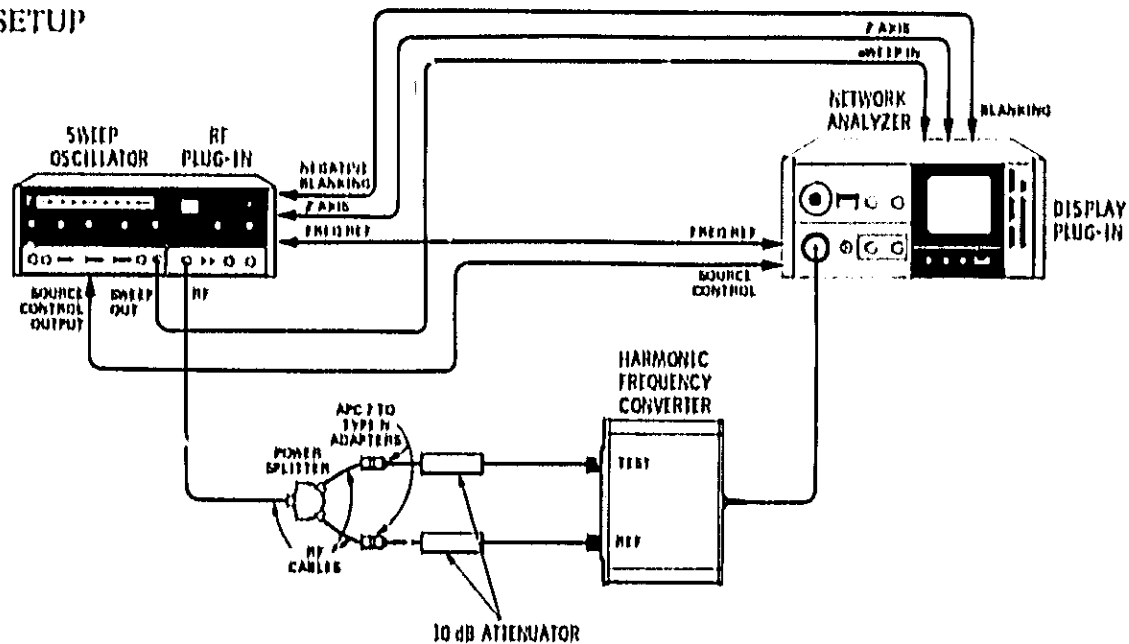 SETUP
Z AXIS
SWEEP IN
BLANKING
NETWORK
ANALYZER
SWEEP
OSCILLATOR
RF
PLUG-IN
NEGATIVE
BLANKING
Z AXIS
FREQ REF
FREQ REF
DISPLAY
PLUG-IN
SOURCE
CONTROL
SOURCE
CONTROL
OUTPUT
SWEEP
OUT
RF
HARMONIC
FREQUENCY
CONVERTER
APC 7 TO
TYPE N
ADAPTERS
POWER
SPLITTER
TEST
REF
RF
CABLES
10 dB ATTENUATOR